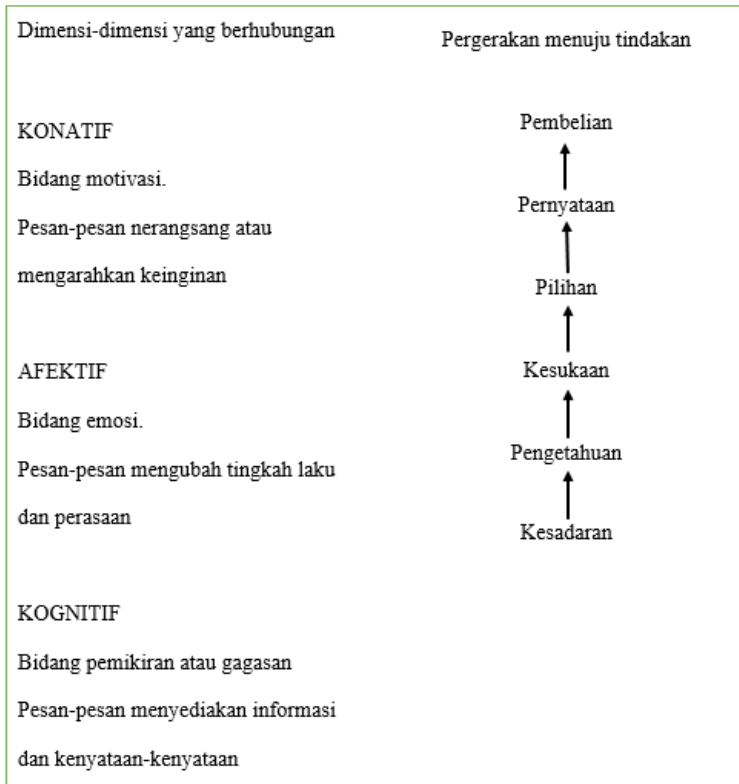 Dimensi-dimensi yang berhubungan
Pergerakan menuju tindakan
KONATIF
Bidang motivasi.
Pesan-pesan nerangsang atau
mengarahkan keinginan
AFEKTIF
Bidang emosi.
Pesan-pesan mengubah tingkah laku
dan perasaan
KOGNITIF
Bidang pemikiran atau gagasan
Pesan-pesan menyediakan informasi
dan kenyataan-kenyataan
Pembelian
Pernyataan
Pilihan
Kesukaan
Pengetahuan
Kesadaran